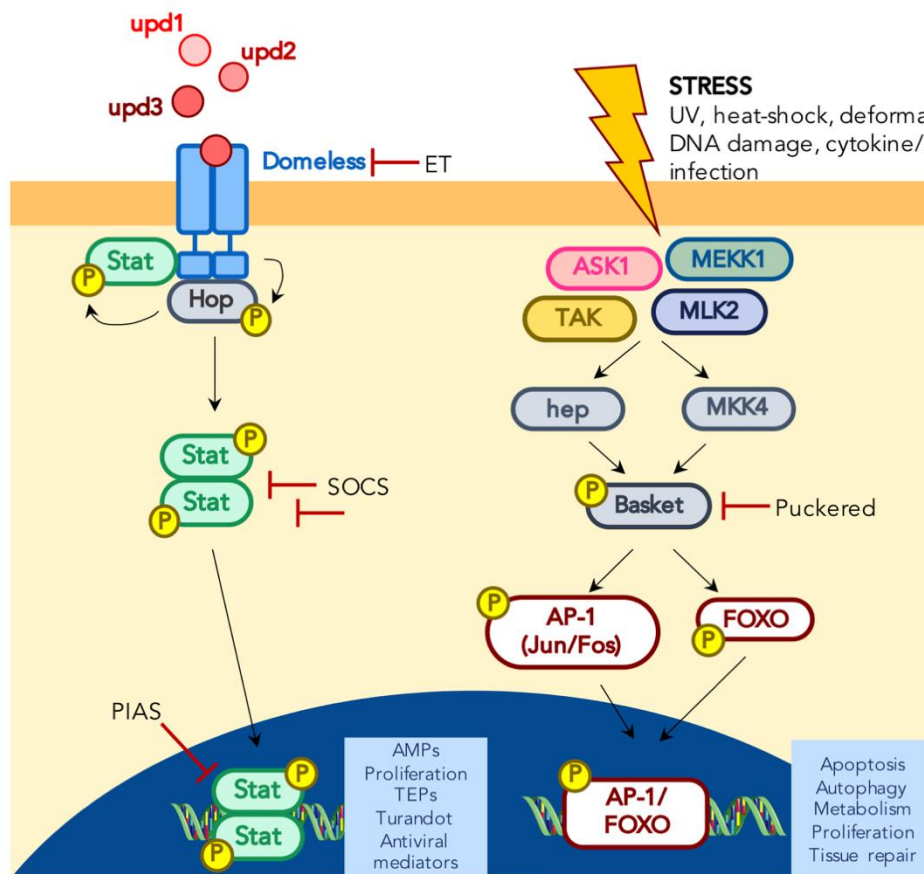 upd1
upd2
upd3
Domeless
ET
Stat
P
Hop
P
Stat
P
Stat
P
SOCS
PIAS
Stat
P
Stat
P
AMPs
Proliferation
TEPs
Turandot
Antiviral
mediators
STRESS
UV, heat-shock, deforma
DNA damage, cytokine/
infection
ASK1
MEKK1
TAK
MLK2
hep
MKK4
P
Basket
Puckered
P
AP-1
(Jun/Fos)
FOXO
P
P
AP-1/
FOXO
Apoptosis
Autophagy
Metabolism
Proliferation
Tissue repair